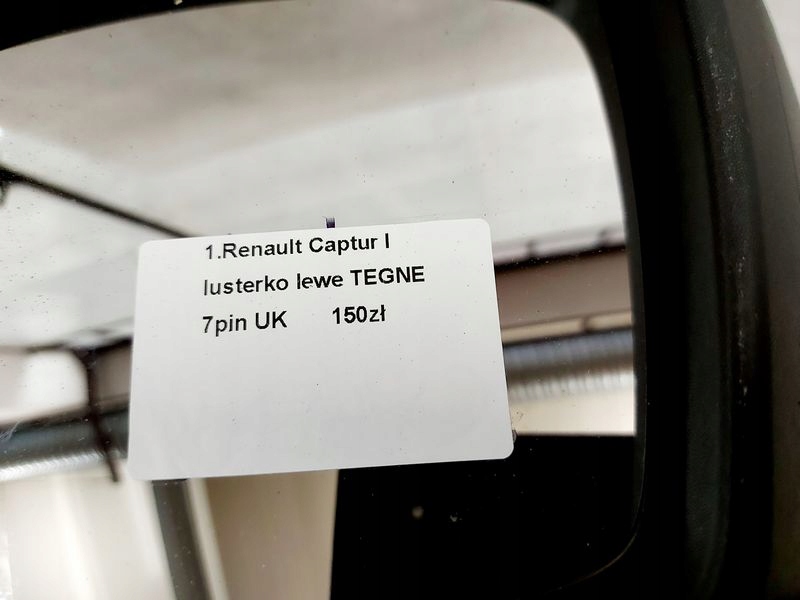 1.Renault Captur I
lusterko lewe TEGNE
7pin UK 150zł